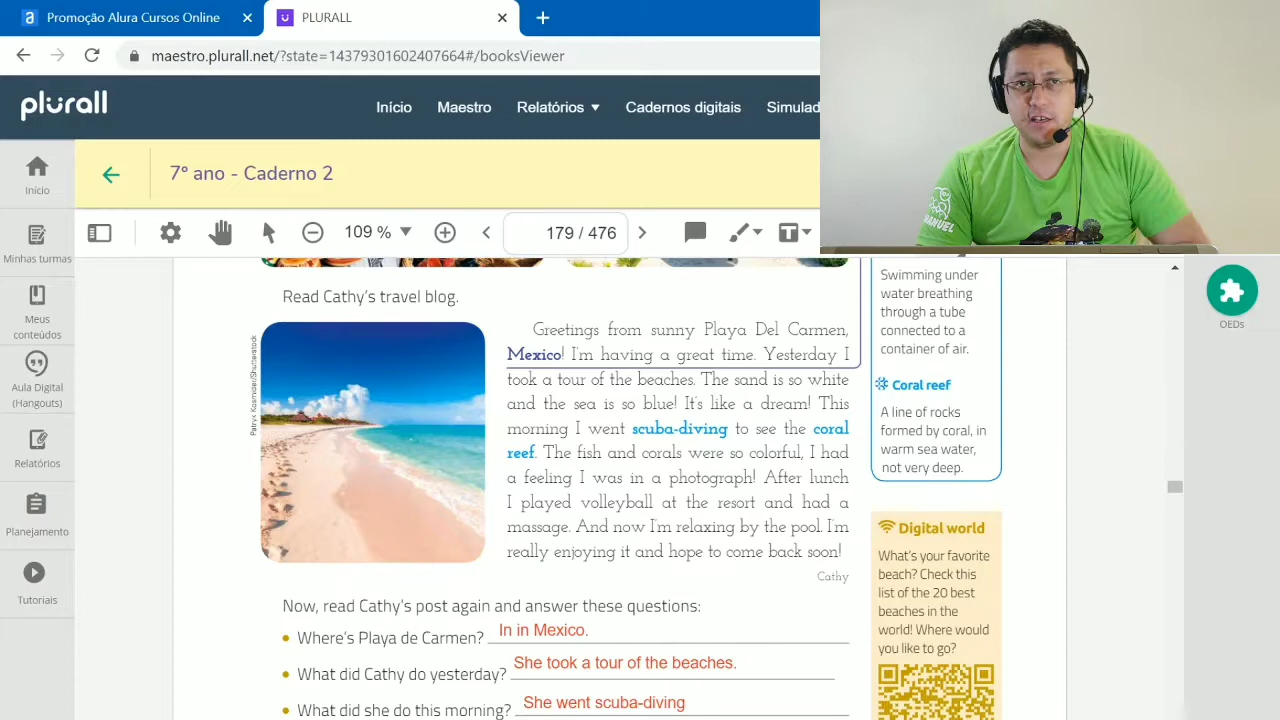 Promoção Alura Cursos Online
PLURALL
maestro.plurall.net/?state=14379301602407664#/booksViewer
plurall
Início
Maestro
Relatórios
Cadernos digitais
Simulad
7º ano - Caderno 2
109 %
179 / 476
Início
Minhas turmas
Meus
conteúdos
Aula Digital
(Hangouts)
Relatórios
Planejamento
Tutoriais
Read Cathy's travel blog.
Patryk Kosmider/Shutterstock
Greetings from sunny Playa Del Carmen,
Mexico! I'm having a great time. Yesterday I
took a tour of the beaches. The sand is so white
and the sea is so blue! It's like a dream! This
morning I went scuba-diving to see the coral
reef. The fish and corals were so colorful, I had
a feeling I was in a photograph! After lunch
I played volleyball at the resort and had a
massage. And now I'm relaxing by the pool. I'm
really enjoying it and hope to come back soon!
Cathy
Now, read Cathy's post again and answer these questions:
Where's Playa de Carmen? In in Mexico.
What did Cathy do yesterday? She took a tour of the beaches.
What did she do this morning? She went scuba-diving
Swimming under
water breathing
through a tube
connected to a
container of air.
Coral reef
A line of rocks
formed by coral, in
warm sea water,
not very deep.
Digital world
What's your favorite
beach? Check this
list of the 20 best
beaches in the
world! Where would
you like to go?
OEDs
MANUEL